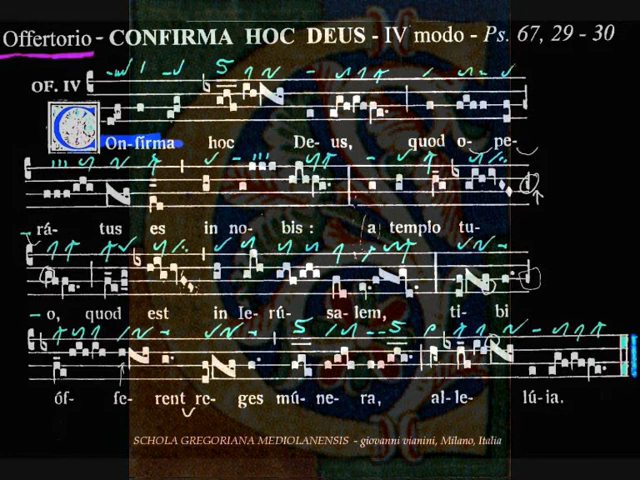 Offertorio - CONFIRMA HOC DEUS - IV modo - Ps. 67, 29 - 30
OF. IV
COn-firma hoc De- us, quod o- pe-
rá- tus es in no- bis : a templo tu-
o, quod est in Ie- rú- sa- lem, ti- bi
óf- fe- rent re- ges mú- ne- ra, al- le- lú-ia.
SCHOLA GREGORIANA MEDIOLANENSIS - giovanni vianini, Milano, Italia